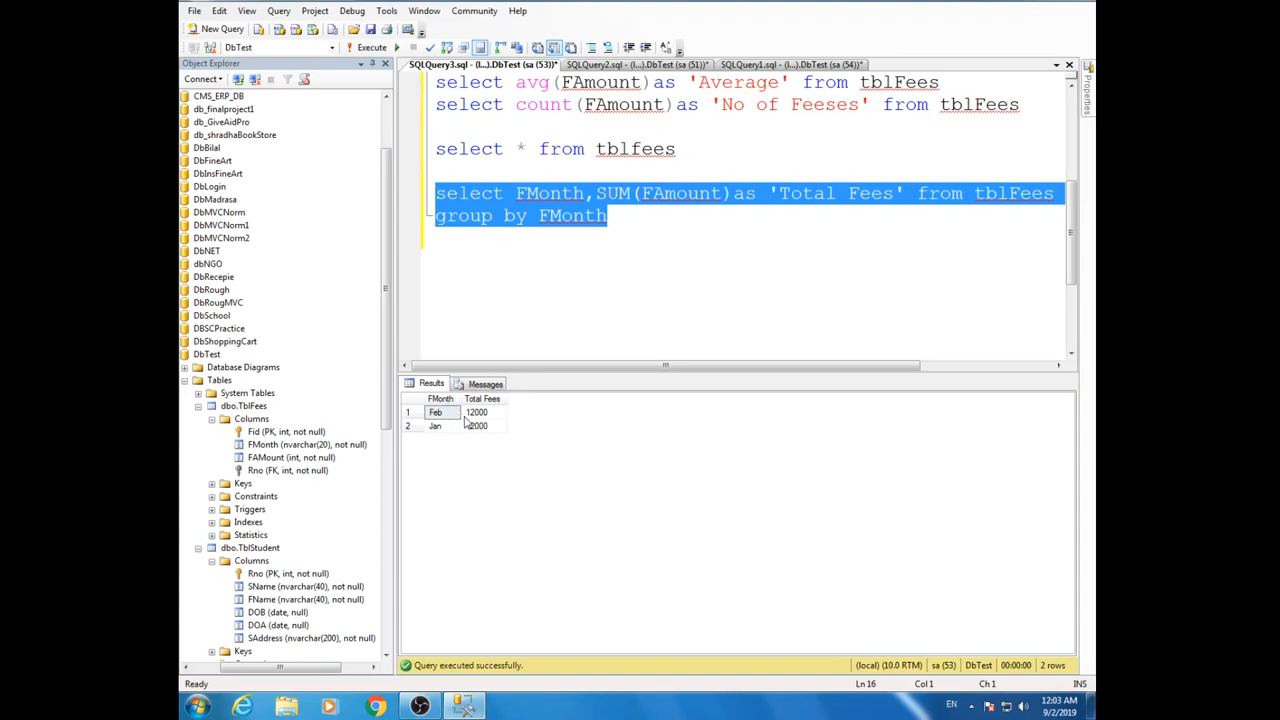 File Edit View Query Project Debug Tools Window Community Help
New Query
DbTest Execute
Object Explorer
SQLQuery3.sql - (l...).DbTest (sa (53))* SQLQuery2.sql - (l...).DbTest (sa (51))* SQLQuery1.sql - (l...).DbTest (sa (54))*
Connect
CMS_ERP_DB
db_finalproject1
db_GiveAidPro
db_shradhaBookStore
DbBilal
DbFineArt
DbInsFineArt
DbLogin
DbMadrasa
DbMVCNorm
DbMVCNorm1
DbMVCNorm2
DbNET
dbNGO
DbRecepie
DbRough
DbRougMVC
DbSchool
DBSCPractice
DbShoppingCart
DbTest
Database Diagrams
Tables
System Tables
dbo.TblFees
Columns
Fid (PK, int, not null)
FMonth (nvarchar(20), not null)
FAMount (int, not null)
Rno (FK, int, not null)
Keys
Constraints
Triggers
Indexes
Statistics
dbo.TblStudent
Columns
Rno (PK, int, not null)
SName (nvarchar(40), not null)
FName (nvarchar(40), not null)
DOB (date, null)
DOA (date, null)
SAddress (nvarchar(200), not null)
Keys
select avg(FAmount)as 'Average' from tblFees
select count(FAmount)as 'No of Feeses' from tblFees
select * from tblfees
select FMonth,SUM(FAmount)as 'Total Fees' from tblFees
group by FMonth
Properties
Results Messages
FMonth Total Fees
1 Feb 12000
2 Jan
Query executed successfully. (local) (10.0 RTM) sa (53) DbTest 00:00:00 2 rows
Ready Ln 16 Col 1 Ch 1 INS
EN 12:03 AM
9/2/2019